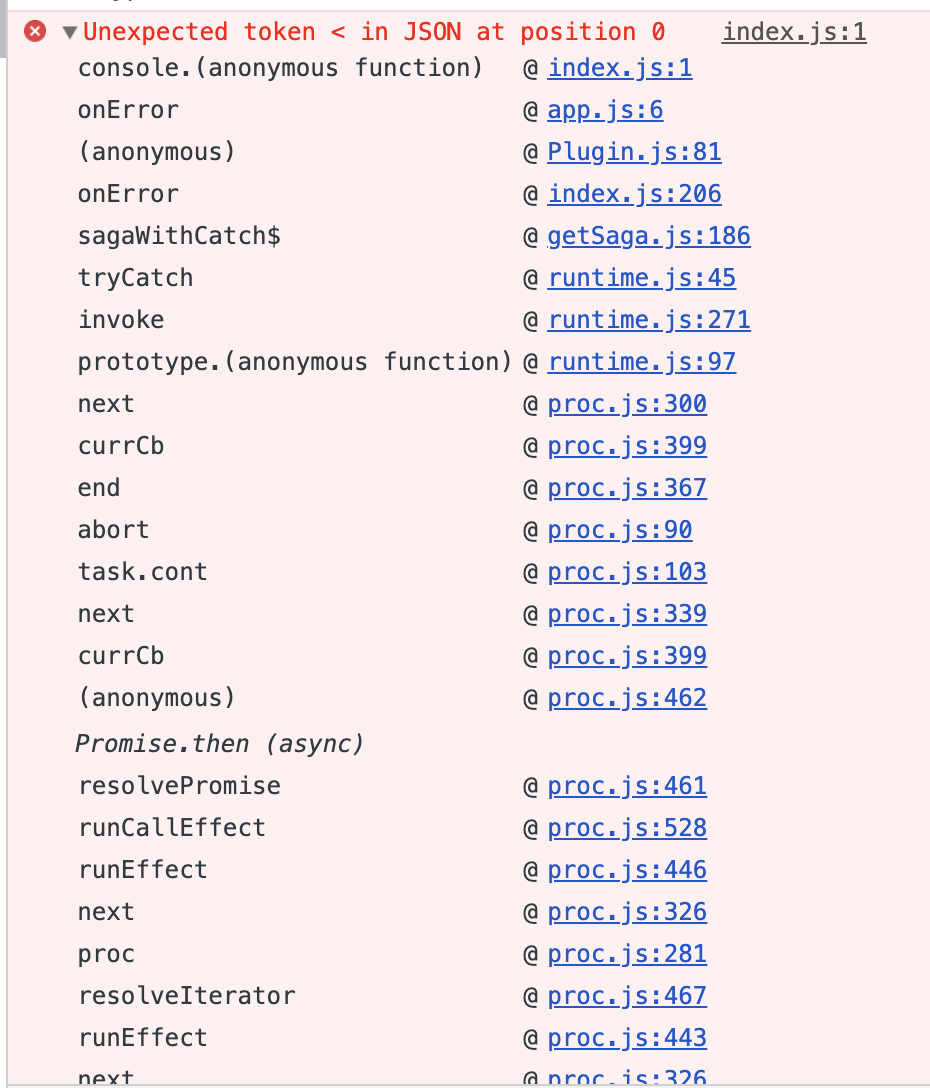 Unexpected token < in JSON at position 0 index.js:1
console.(anonymous function) @ index.js:1
onError @ app.js:6
(anonymous) @ Plugin.js:81
onError @ index.js:206
sagaWithCatch$ @ getSaga.js:186
tryCatch @ runtime.js:45
invoke @ runtime.js:271
prototype.(anonymous function) @ runtime.js:97
next @ proc.js:300
currCb @ proc.js:399
end @ proc.js:367
abort @ proc.js:90
task.cont @ proc.js:103
next @ proc.js:339
currCb @ proc.js:399
(anonymous) @ proc.js:462
Promise.then (async)
resolvePromise @ proc.js:461
runCallEffect @ proc.js:528
runEffect @ proc.js:446
next @ proc.js:326
proc @ proc.js:281
resolveIterator @ proc.js:467
runEffect @ proc.js:443
next @ proc.js:326